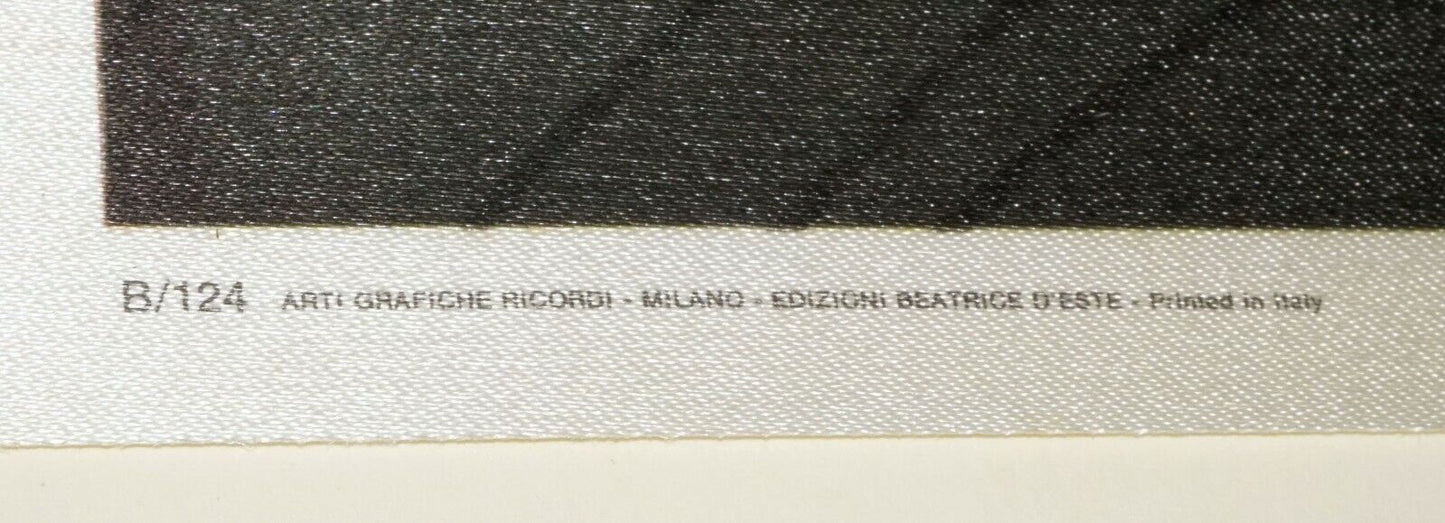 B/124 ARTI GRAFICHE RICORDI - MILANO - EDIZIONI BEATRICE D'ESTE - Printed in Italy